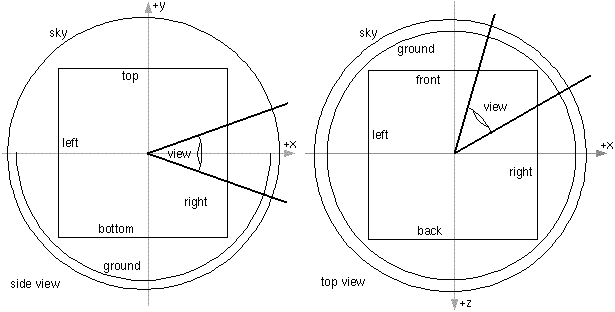 +y
sky
top
left
view
+x
right
bottom
ground
side view
sky
ground
front
view
left
+x
right
back
top view
+z